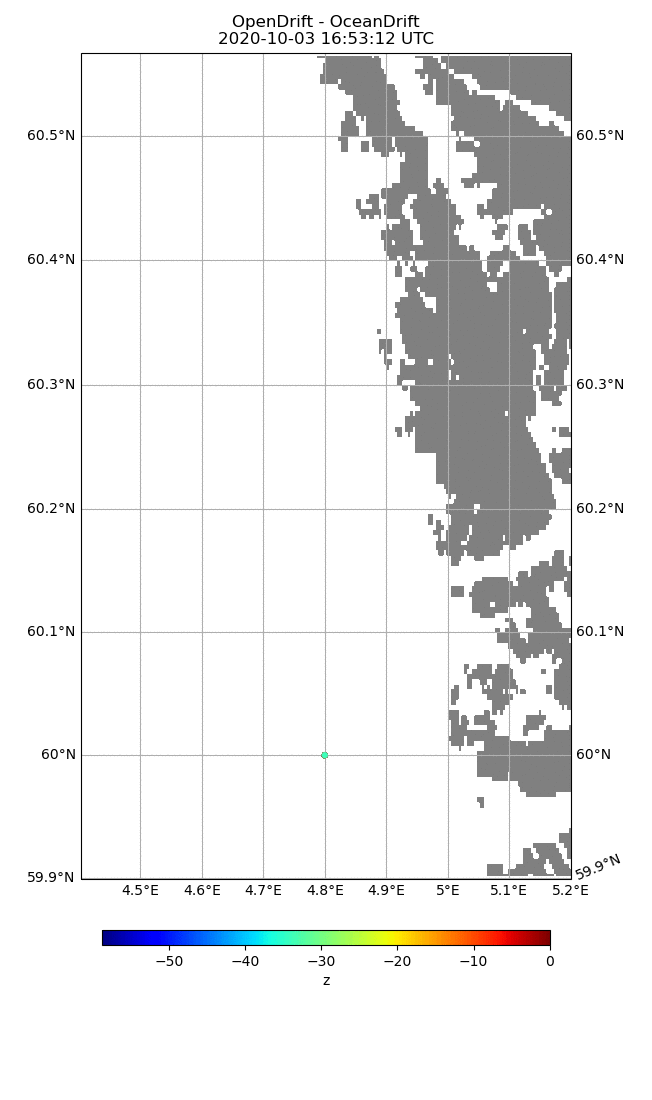 OpenDrift - OceanDrift
2020-10-03 16:53:12 UTC
60.5°N 60.5°N
60.4°N 60.4°N
60.3°N 60.3°N
60.2°N 60.2°N
60.1°N 60.1°N
60°N 60°N
59.9°N 59.9°N
4.5°E 4.6°E 4.7°E 4.8°E 4.9°E 5°E 5.1°E 5.2°E
−50 −40 −30 −20 −10 0
z